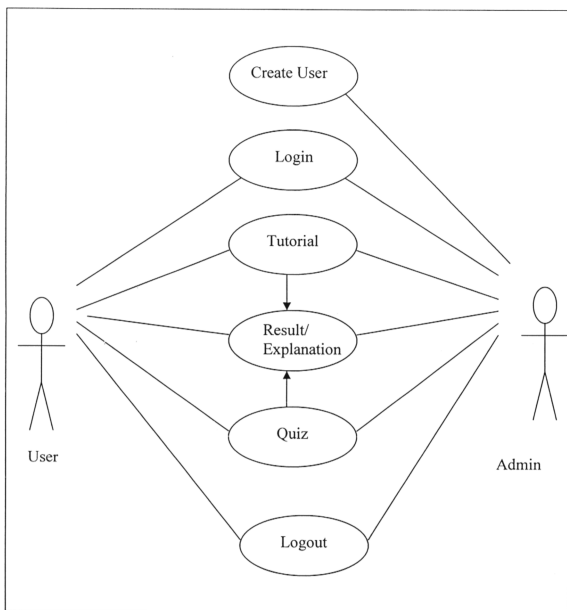 Create User
Login
Tutorial
Result/
Explanation
Quiz
User
Admin
Logout